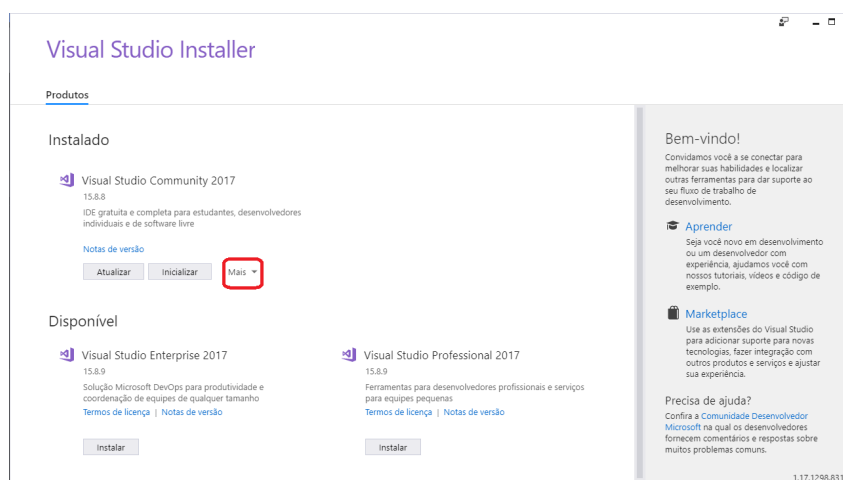 Visual Studio Installer
Produtos
Instalado
Visual Studio Community 2017
15.8.8
IDE gratuita e completa para estudantes, desenvolvedores
individuais e de software livre
Notas de versão
Atualizar Inicializar Mais
Disponível
Visual Studio Enterprise 2017
15.8.9
Solução Microsoft DevOps para produtividade e
coordenação de equipes de qualquer tamanho
Termos de licença | Notas de versão
Instalar
Visual Studio Professional 2017
15.8.9
Ferramentas para desenvolvedores profissionais e serviços
para equipes pequenas
Termos de licença | Notas de versão
Instalar
Bem-vindo!
Convidamos você a se conectar para
melhorar suas habilidades e localizar
outras ferramentas para dar suporte ao
seu fluxo de trabalho de
desenvolvimento.
Aprender
Seja você novo em desenvolvimento
ou um desenvolvedor com
experiência, ajudamos você com
nossos tutoriais, vídeos e código de
exemplo.
Marketplace
Use as extensões do Visual Studio
para adicionar suporte para novas
tecnologias, fazer integração com
outros produtos e serviços e ajustar
sua experiência.
Precisa de ajuda?
Confira a Comunidade Desenvolvedor
Microsoft na qual os desenvolvedores
fornecem comentários e respostas sobre
muitos problemas comuns.
1.17.1298.831